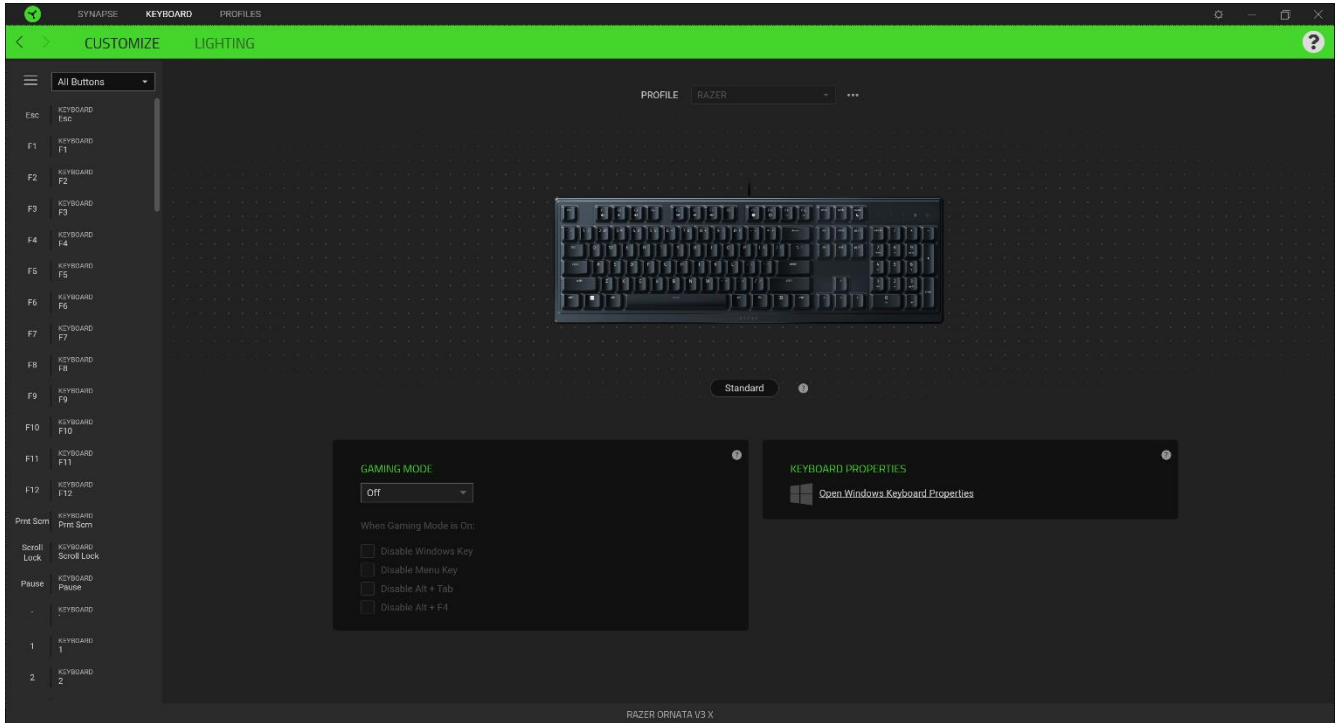 SYNAPSE KEYBOARD PROFILES
CUSTOMIZE LIGHTING
?
All Buttons
PROFILE RAZER
Esc KEYBOARD
Esc
F1 KEYBOARD
F1
F2 KEYBOARD
F2
F3 KEYBOARD
F3
F4 KEYBOARD
F4
F5 KEYBOARD
F5
F6 KEYBOARD
F6
F7 KEYBOARD
F7
F8 KEYBOARD
F8
F9 KEYBOARD
F9
F10 KEYBOARD
F10
F11 KEYBOARD
F11
F12 KEYBOARD
F12
Prnt Scrn KEYBOARD
Prnt Scrn
Scroll Lock KEYBOARD
Scroll Lock
Pause KEYBOARD
Pause
` KEYBOARD
`
1 KEYBOARD
1
2 KEYBOARD
2
Standard ?
GAMING MODE ?
Off
When Gaming Mode is On:
Disable Windows Key
Disable Menu Key
Disable Alt + Tab
Disable Alt + F4
KEYBOARD PROPERTIES ?
Open Windows Keyboard Properties
RAZER ORNATA V3 X